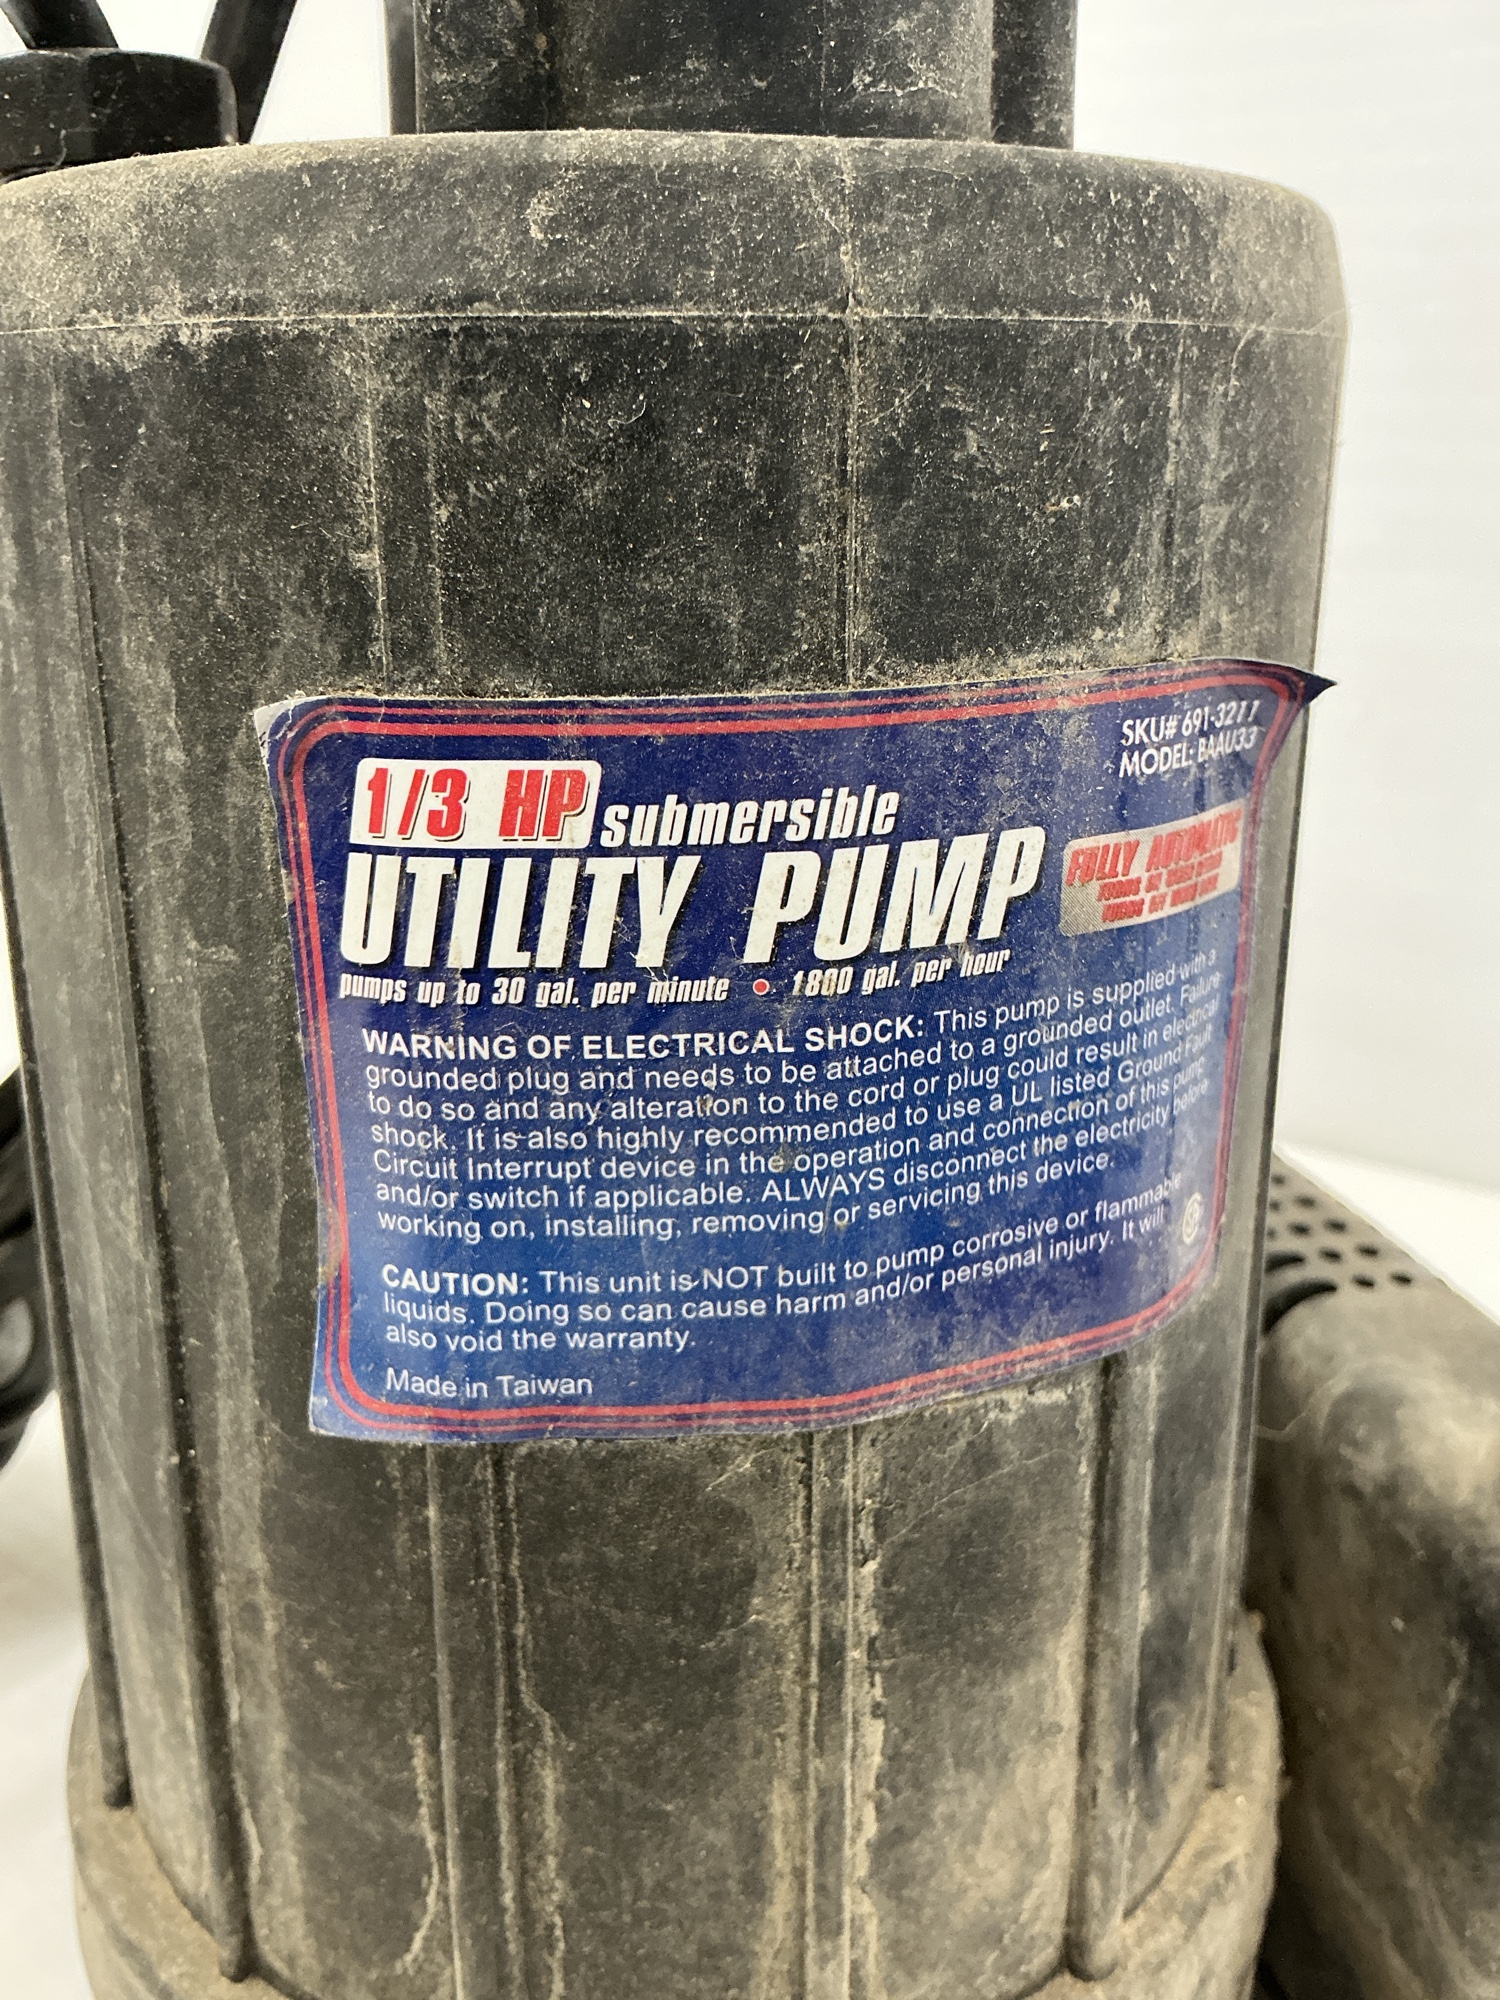 SKU# 691-3211
MODEL: BAAU33
1/3 HP submersible
UTILITY PUMP
FULLY AUTOMATIC
pumps up to 30 gal. per minute • 1800 gal. per hour
WARNING OF ELECTRICAL SHOCK: This pump is supplied with a
grounded plug and needs to be attached to a grounded outlet. Failure
to do so and any alteration to the cord or plug could result in electrical
shock. It is also highly recommended to use a UL listed Ground Fault
Circuit Interrupt device in the operation and connection of this pump
and/or switch if applicable. ALWAYS disconnect the electricity before
working on, installing, removing or servicing this device.
CAUTION: This unit is NOT built to pump corrosive or flammable
liquids. Doing so can cause harm and/or personal injury. It will
also void the warranty.
Made in Taiwan